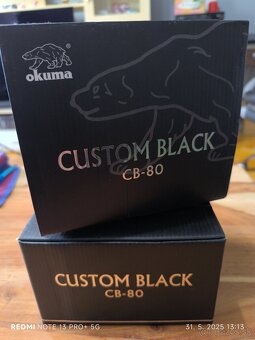 okuma
CUSTOM BLACK
CB-80
CUSTOM BLACK
CB-80
REDMI NOTE 13 PRO+ 5G
31. 5. 2025 13:13